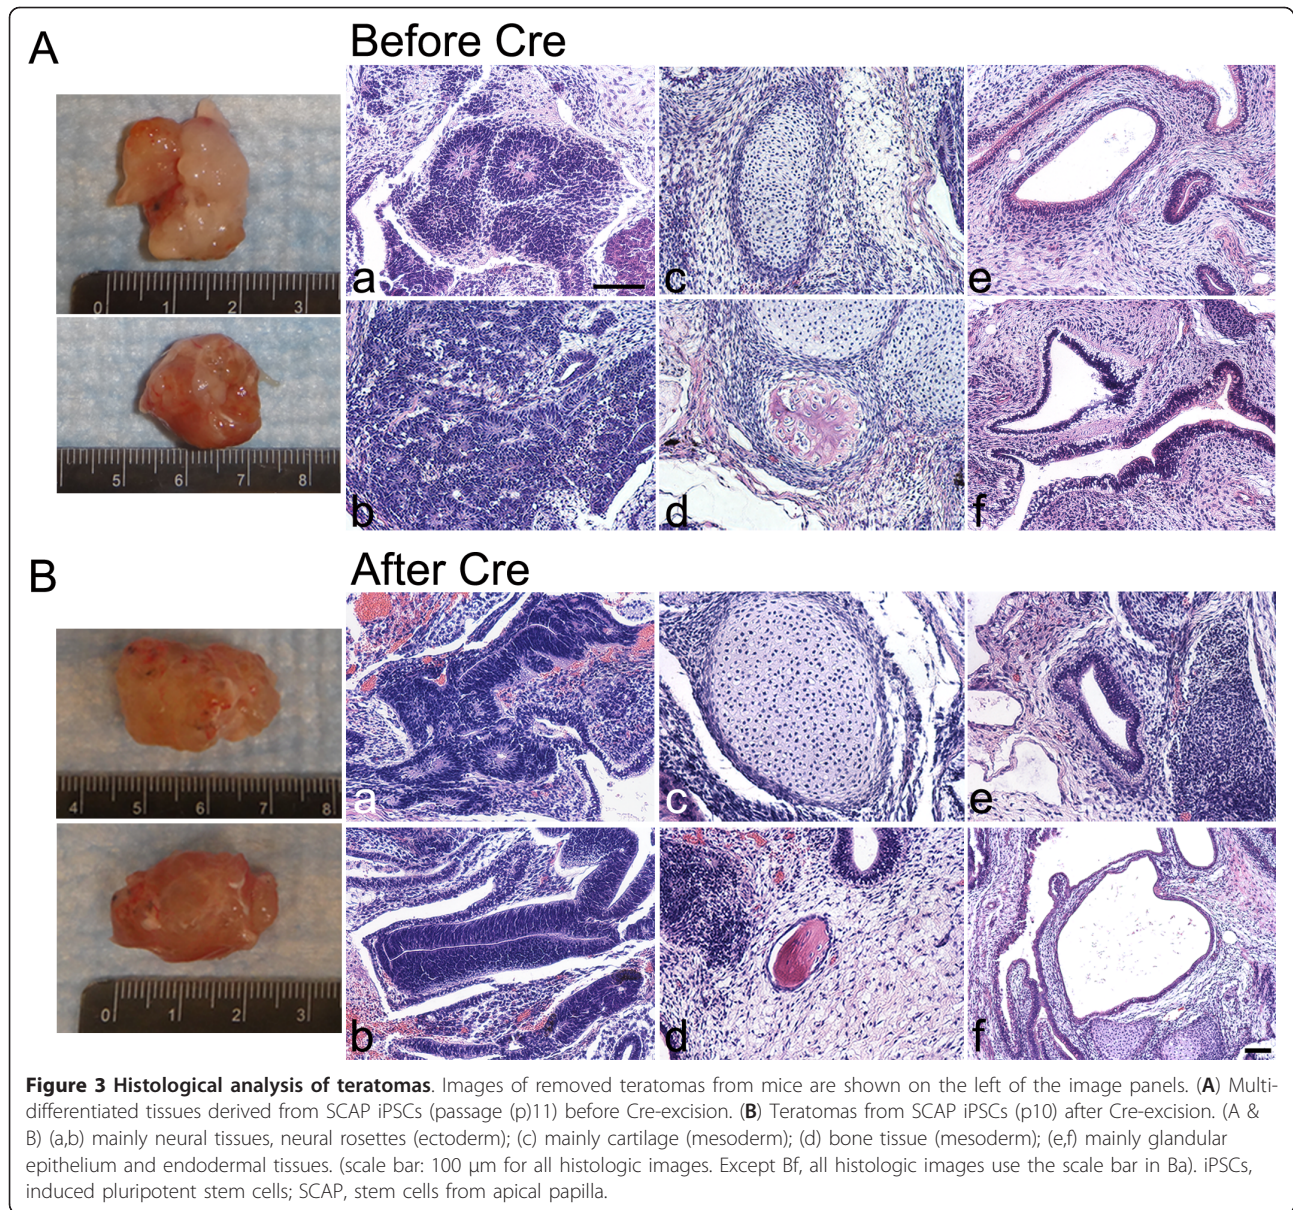 A
Before Cre
0 1 2 3
a
c
e
5 6 7 8
b
d
f
B
After Cre
4 5 6 7 8
a
c
e
0 1 2 3
b
d
f
Figure 3 Histological analysis of teratomas. Images of removed teratomas from mice are shown on the left of the image panels. (A) Multi-
differentiated tissues derived from SCAP iPSCs (passage (p)11) before Cre-excision. (B) Teratomas from SCAP iPSCs (p10) after Cre-excision. (A &
B) (a,b) mainly neural tissues, neural rosettes (ectoderm); (c) mainly cartilage (mesoderm); (d) bone tissue (mesoderm); (e,f) mainly glandular
epithelium and endodermal tissues. (scale bar: 100 μm for all histologic images. Except Bf, all histologic images use the scale bar in Ba). iPSCs,
induced pluripotent stem cells; SCAP, stem cells from apical papilla.